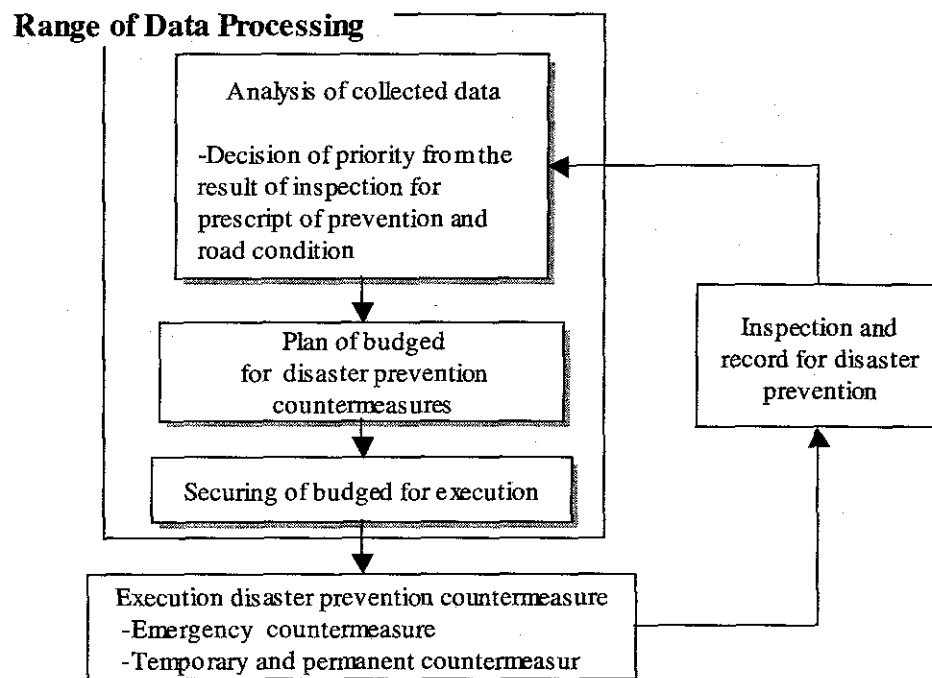 Range of Data Processing
Analysis of collected data
-Decision of priority from the
result of inspection for
prescript of prevention and
road condition
Plan of budged
for disaster prevention
countermeasures
Securing of budged for execution
Execution disaster prevention countermeasure
-Emergency countermeasure
-Temporary and permanent countermeasur
Inspection and
record for disaster
prevention